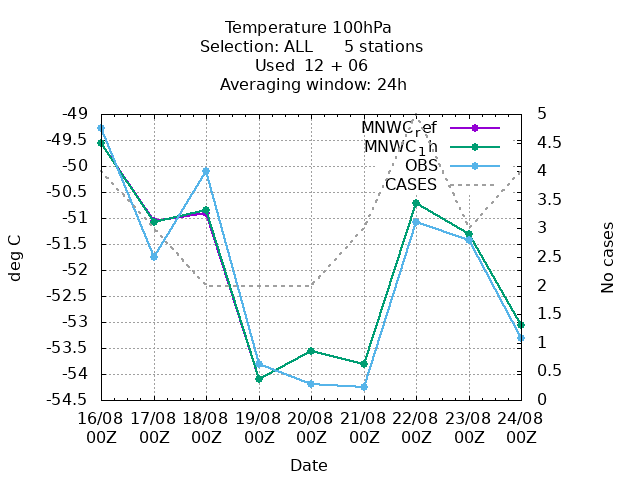 Temperature 100hPa
Selection: ALL      5 stations
Used  12 + 06
Averaging window: 24h
MNWCref
MNWC1h
OBS
CASES
-49
-49.5
-50
-50.5
-51
-51.5
-52
-52.5
-53
-53.5
-54
-54.5
deg C
5
4.5
4
3.5
3
2.5
2
1.5
1
0.5
0
No cases
16/08 17/08 18/08 19/08 20/08 21/08 22/08 23/08 24/08
00Z 00Z 00Z 00Z 00Z 00Z 00Z 00Z 00Z
Date